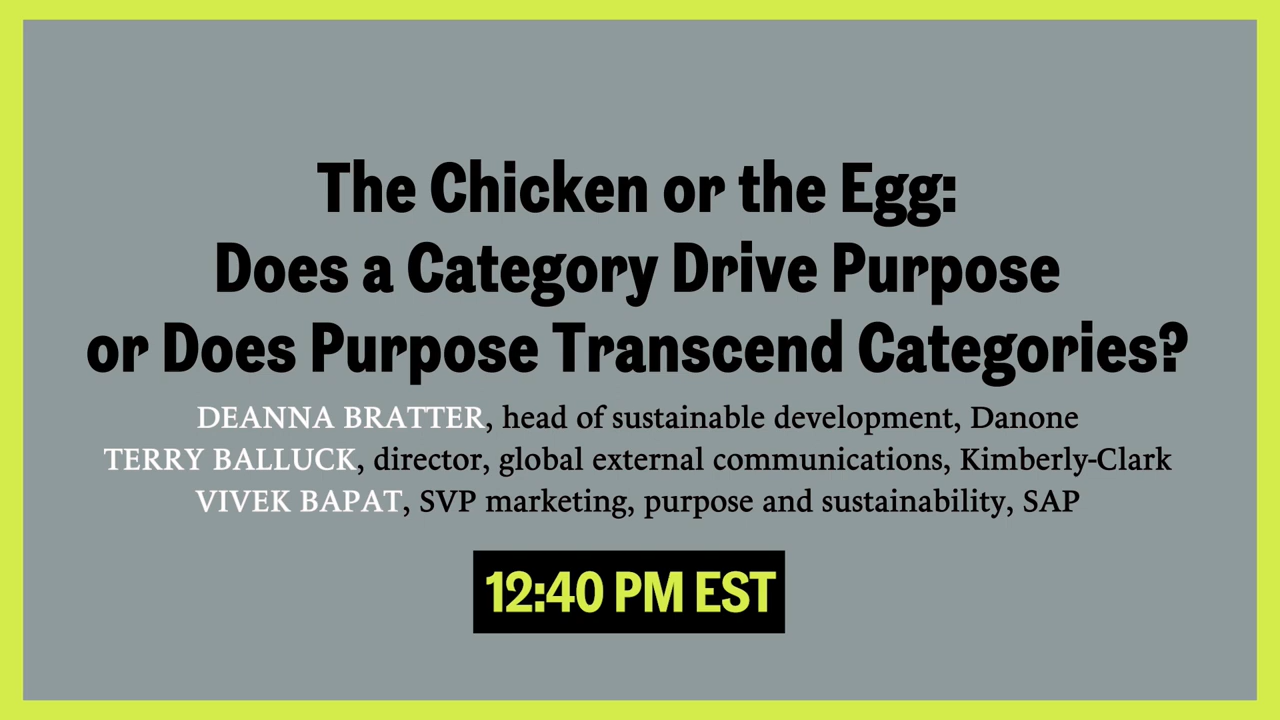 The Chicken or the Egg:
Does a Category Drive Purpose
or Does Purpose Transcend Categories?
DEANNA BRATTER, head of sustainable development, Danone
TERRY BALLUCK, director, global external communications, Kimberly-Clark
VIVEK BAPAT, SVP marketing, purpose and sustainability, SAP
12:40 PM EST